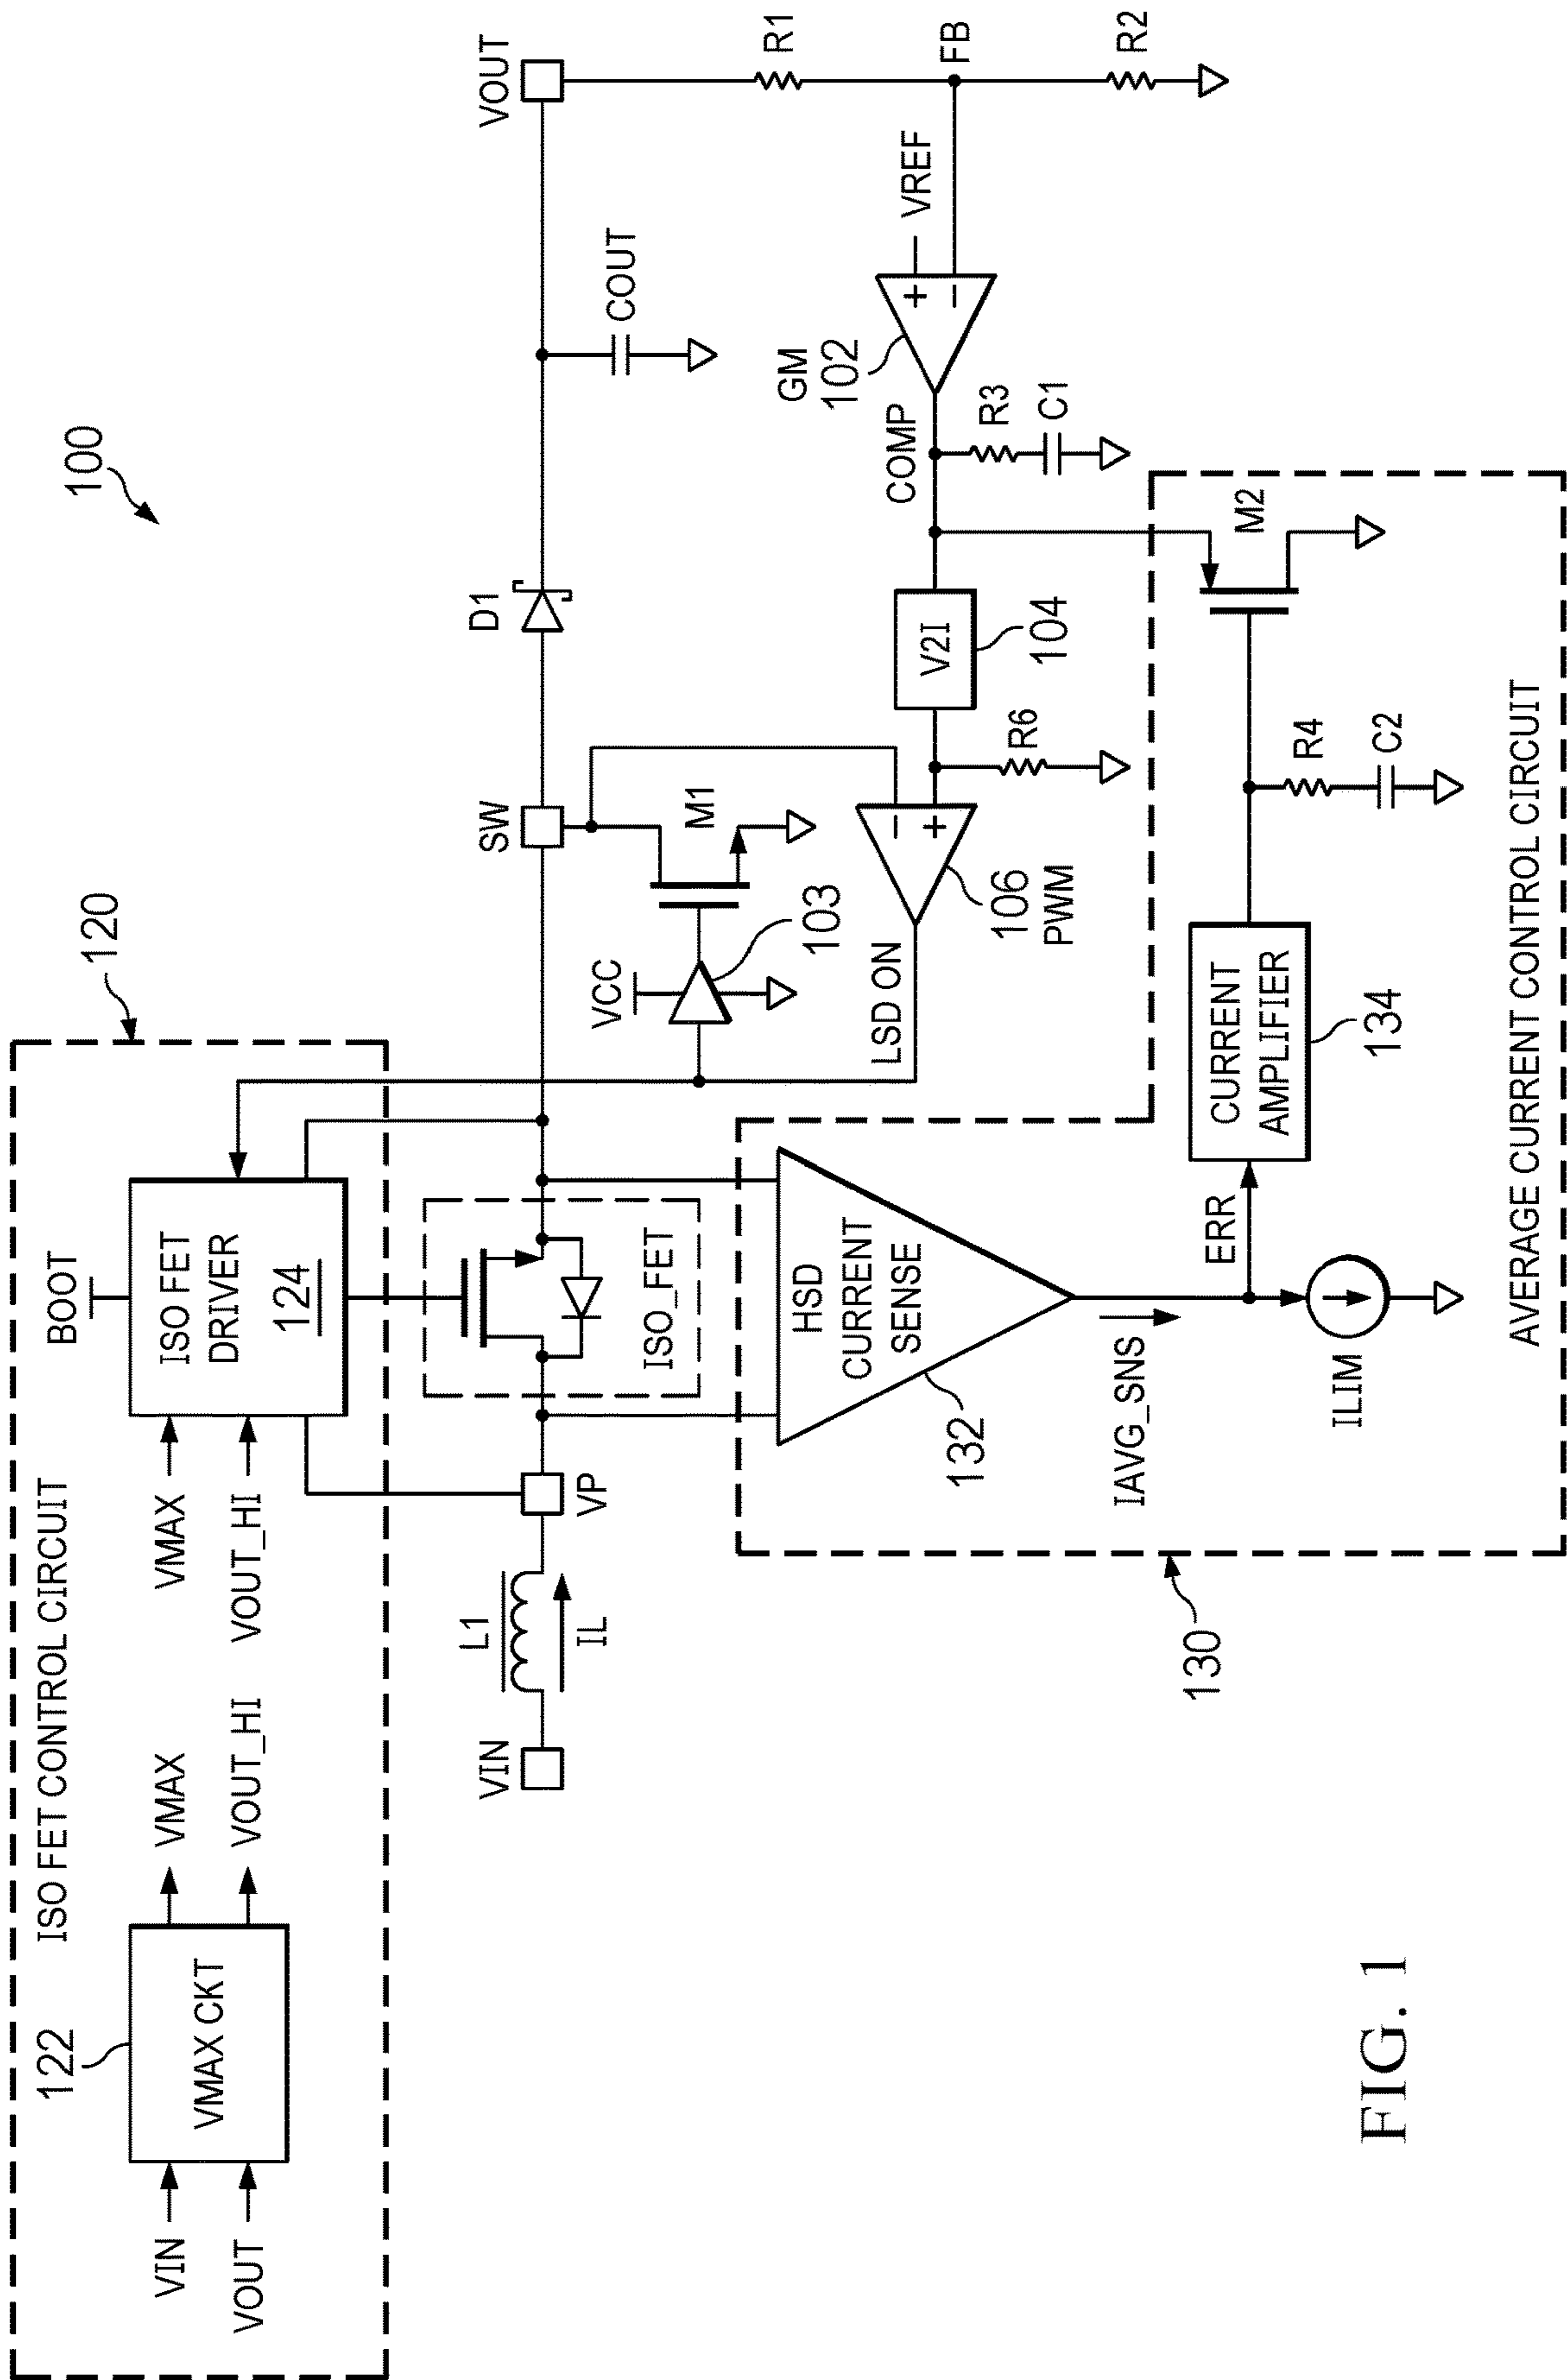 100
120
ISO FET CONTROL CIRCUIT
122
VIN
VOUT
VMAX CKT
VMAX
VOUT_HI
VMAX
VOUT_HI
BOOT
ISO FET
DRIVER
124
VIN
L1
IL
VP
ISO_FET
SW
D1
VOUT
COUT
VCC
103
M1
R1
FB
R2
VREF
+
−
GM
102
COMP
R3
C1
V2I
104
R6
−
+
106
PWM
LSD ON
HSD
CURRENT
SENSE
132
IAVG_SNS
ERR
ILIM
CURRENT
AMPLIFIER
134
R4
C2
M2
130
AVERAGE CURRENT CONTROL CIRCUIT
FIG. 1